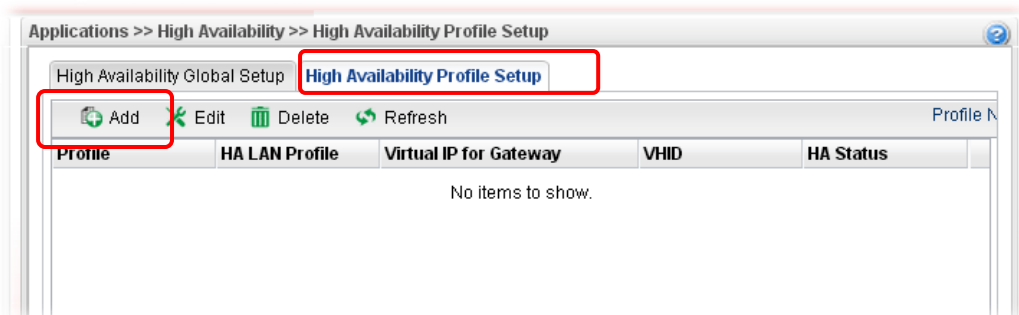 Applications >> High Availability >> High Availability Profile Setup
High Availability Global Setup High Availability Profile Setup
Add Edit Delete Refresh Profile N
Profile HA LAN Profile Virtual IP for Gateway VHID HA Status
No items to show.